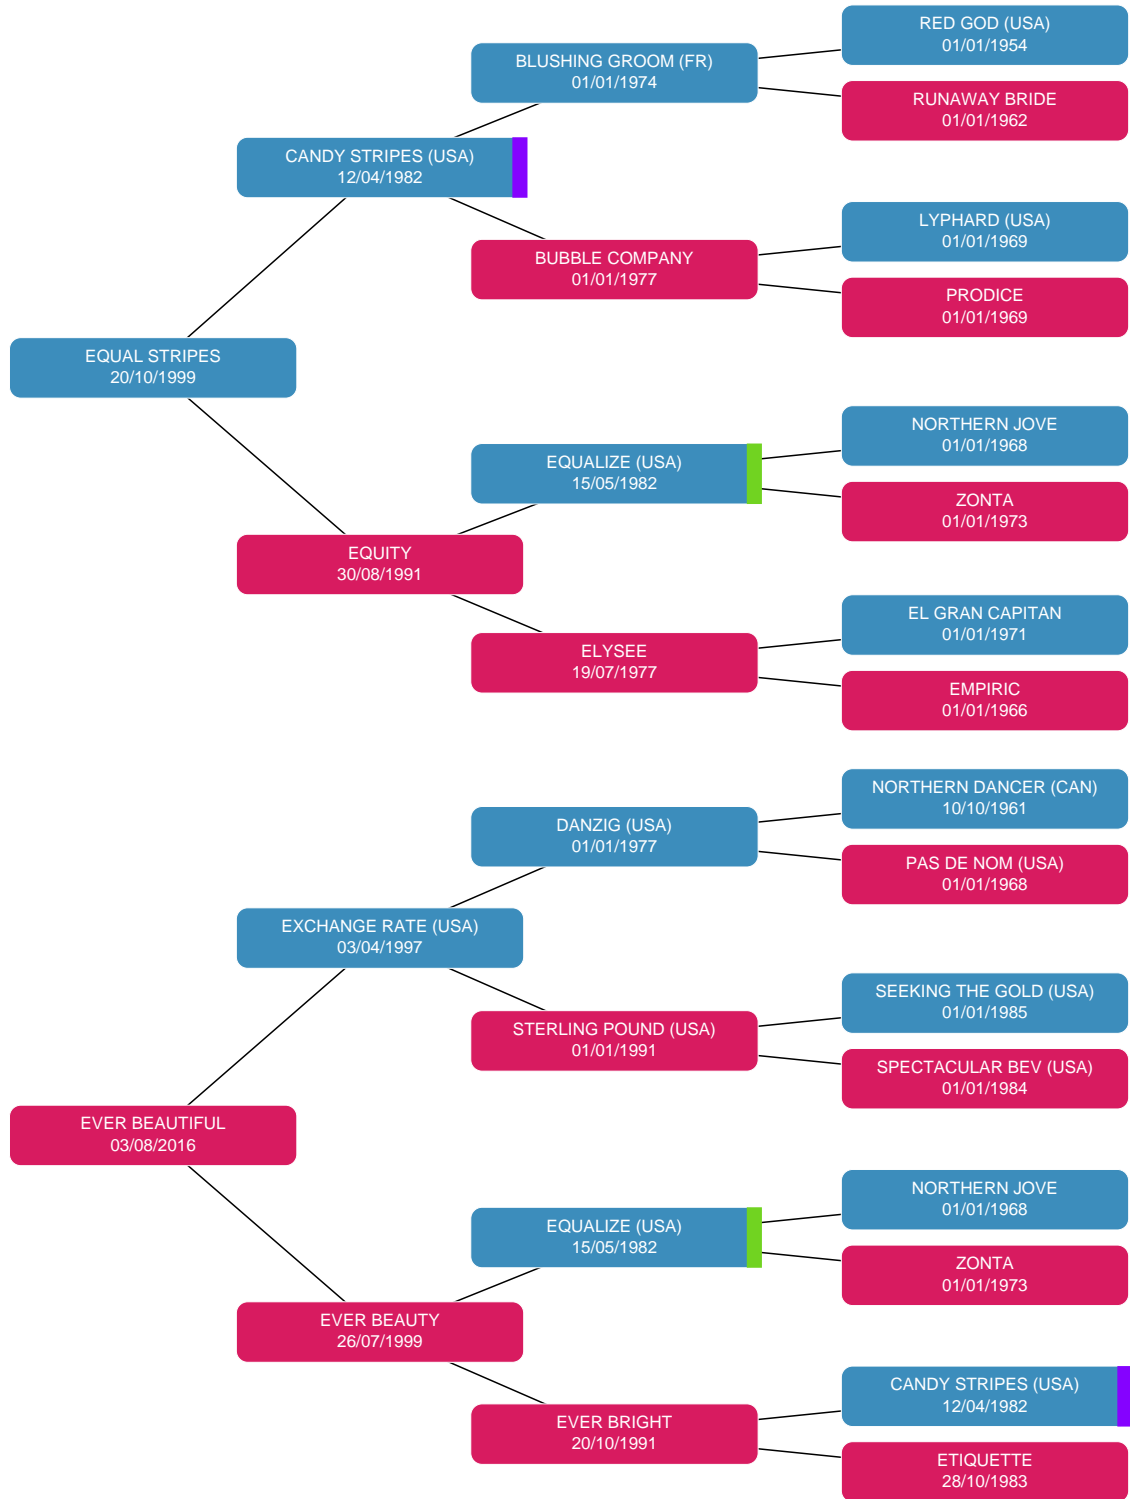 RED GOD (USA)
01/01/1954
BLUSHING GROOM (FR)
01/01/1974
RUNAWAY BRIDE
01/01/1962
CANDY STRIPES (USA)
12/04/1982
LYPHARD (USA)
01/01/1969
BUBBLE COMPANY
01/01/1977
PRODICE
01/01/1969
EQUAL STRIPES
20/10/1999
NORTHERN JOVE
01/01/1968
EQUALIZE (USA)
15/05/1982
ZONTA
01/01/1973
EQUITY
30/08/1991
EL GRAN CAPITAN
01/01/1971
ELYSEE
19/07/1977
EMPIRIC
01/01/1966
NORTHERN DANCER (CAN)
10/10/1961
DANZIG (USA)
01/01/1977
PAS DE NOM (USA)
01/01/1968
EXCHANGE RATE (USA)
03/04/1997
SEEKING THE GOLD (USA)
01/01/1985
STERLING POUND (USA)
01/01/1991
SPECTACULAR BEV (USA)
01/01/1984
EVER BEAUTIFUL
03/08/2016
NORTHERN JOVE
01/01/1968
EQUALIZE (USA)
15/05/1982
ZONTA
01/01/1973
EVER BEAUTY
26/07/1999
CANDY STRIPES (USA)
12/04/1982
EVER BRIGHT
20/10/1991
ETIQUETTE
28/10/1983